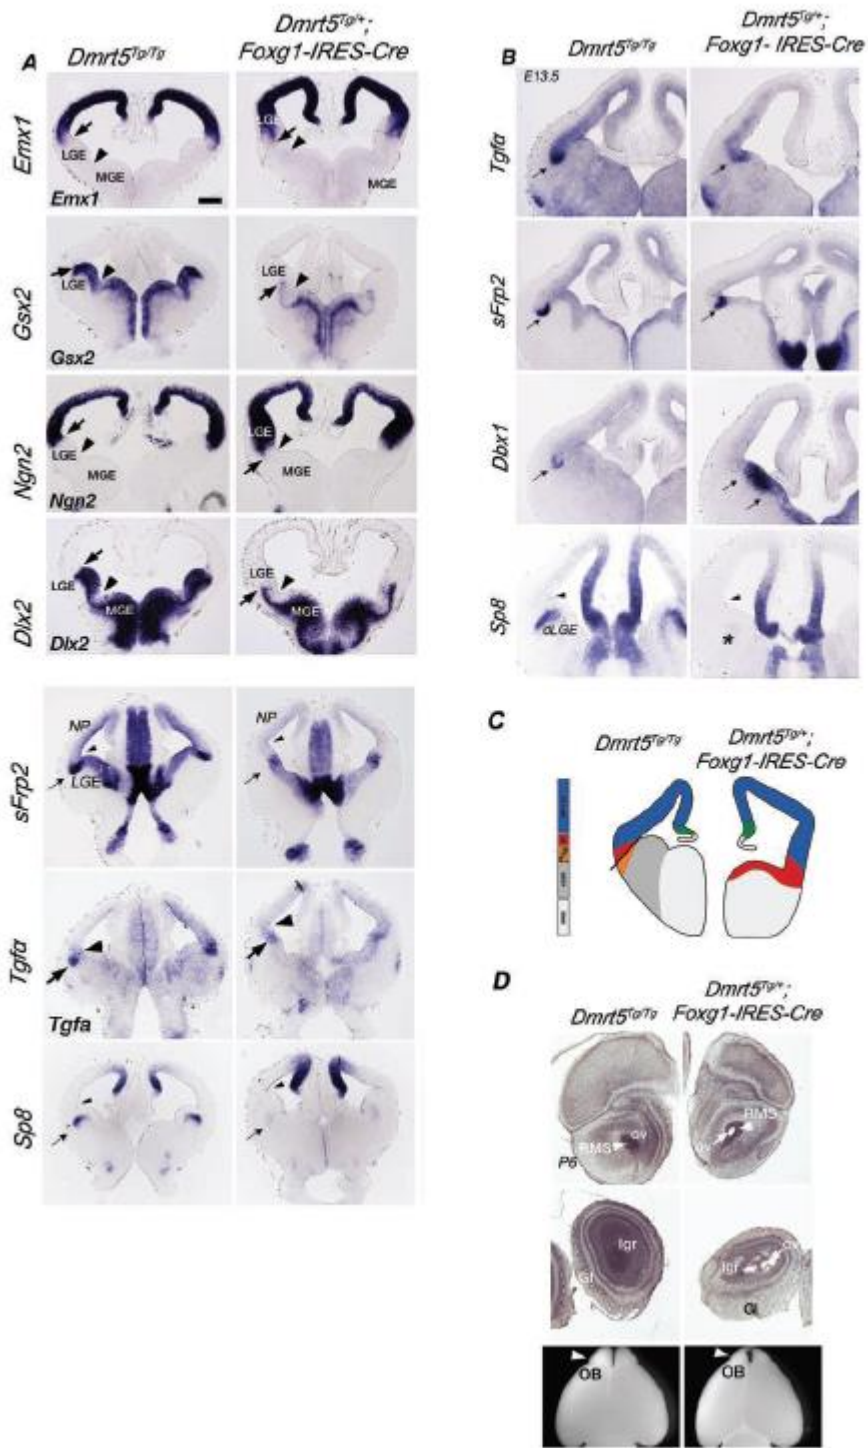 A
Dmrt5Tg/Tg
Dmrt5Tg/+;
Foxg1-IRES-Cre
Emx1
LGE
MGE
Emx1
LGE
MGE
Gsx2
LGE
Gsx2
LGE
Ngn2
LGE
MGE
Ngn2
LGE
MGE
Dlx2
LGE
MGE
Dlx2
LGE
MGE
sFrp2
NP
LGE
NP
Tgfα
Tgfa
Sp8
B
Dmrt5Tg/Tg
Dmrt5Tg/+;
Foxg1- IRES-Cre
E13.5
Tgfα
sFrp2
Dbx1
Sp8
dLGE
*
C
Dmrt5Tg/Tg
Dmrt5Tg/+;
Foxg1-IRES-Cre
D
Dmrt5Tg/Tg
Dmrt5Tg/+;
Foxg1-IRES-Cre
RMS
ov
P6
RMS
ov
Igr
Gl
Igr
ov
Gl
OB
OB